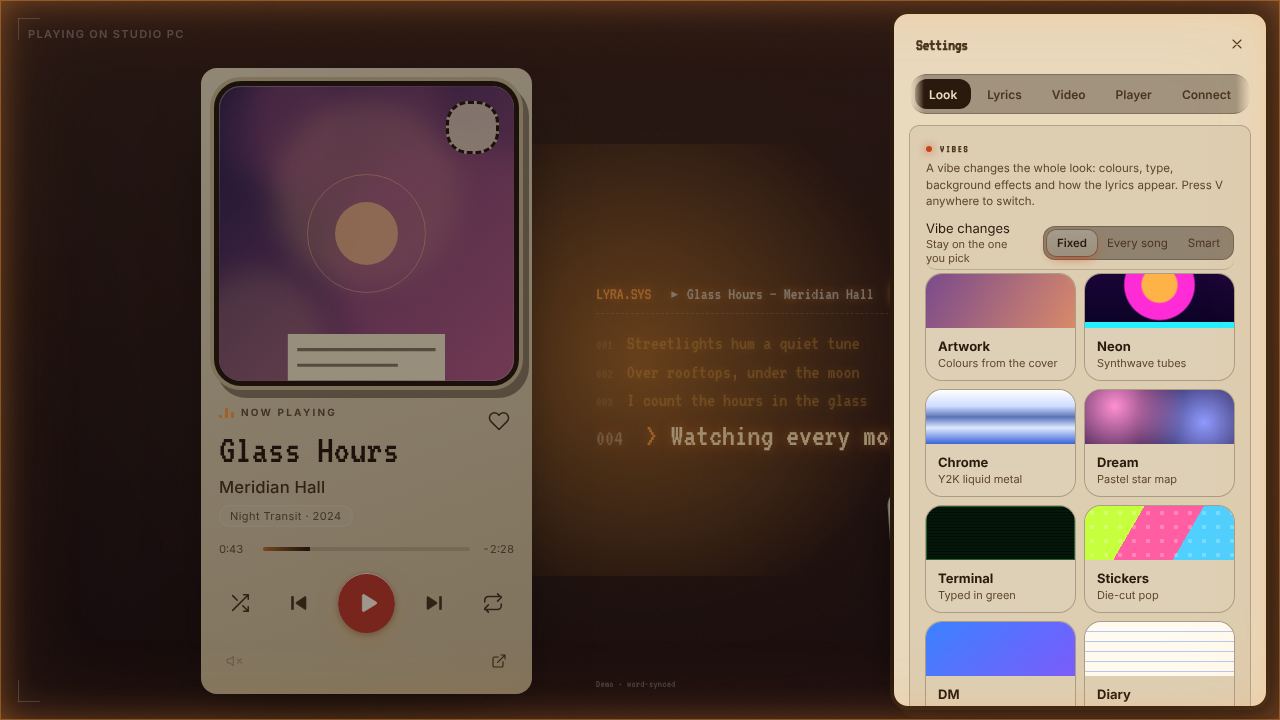 PLAYING ON STUDIO PC
NOW PLAYING
Glass Hours
Meridian Hall
Night Transit · 2024
0:43
-2:28
LYRA.SYS ► Glass Hours — Meridian Hall
001 Streetlights hum a quiet tune
002 Over rooftops, under the moon
003 I count the hours in the glass
004 › Watching every mo
Demo · word-synced
Settings
Look
Lyrics
Video
Player
Connect
VIBES
A vibe changes the whole look: colours, type,
background effects and how the lyrics appear. Press V
anywhere to switch.
Vibe changes
Stay on the one
you pick
Fixed
Every song
Smart
Artwork
Colours from the cover
Neon
Synthwave tubes
Chrome
Y2K liquid metal
Dream
Pastel star map
Terminal
Typed in green
Stickers
Die-cut pop
DM
Diary